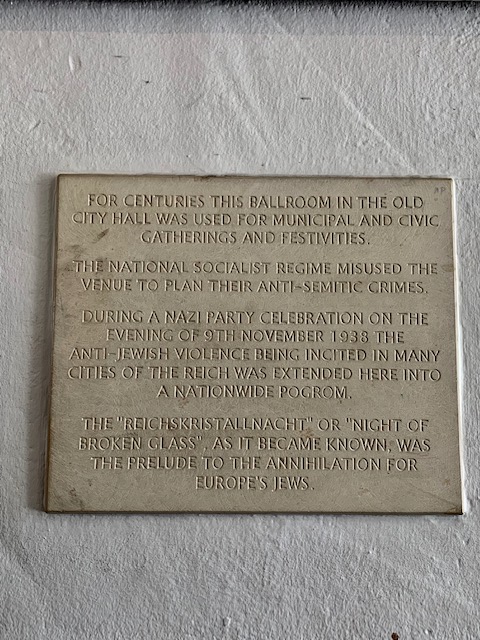 FOR CENTURIES THIS BALLROOM IN THE OLD
CITY HALL WAS USED FOR MUNICIPAL AND CIVIC
GATHERINGS AND FESTIVITIES.
THE NATIONAL SOCIALIST REGIME MISUSED THE
VENUE TO PLAN THEIR ANTI-SEMITIC CRIMES.
DURING A NAZI PARTY CELEBRATION ON THE
EVENING OF 9TH NOVEMBER 1938 THE
ANTI-JEWISH VIOLENCE BEING INCITED IN MANY
CITIES OF THE REICH WAS EXTENDED HERE INTO
A NATIONWIDE POGROM.
THE "REICHSKRISTALLNACHT" OR "NIGHT OF
BROKEN GLASS", AS IT BECAME KNOWN, WAS
THE PRELUDE TO THE ANNIHILATION FOR
EUROPE'S JEWS.